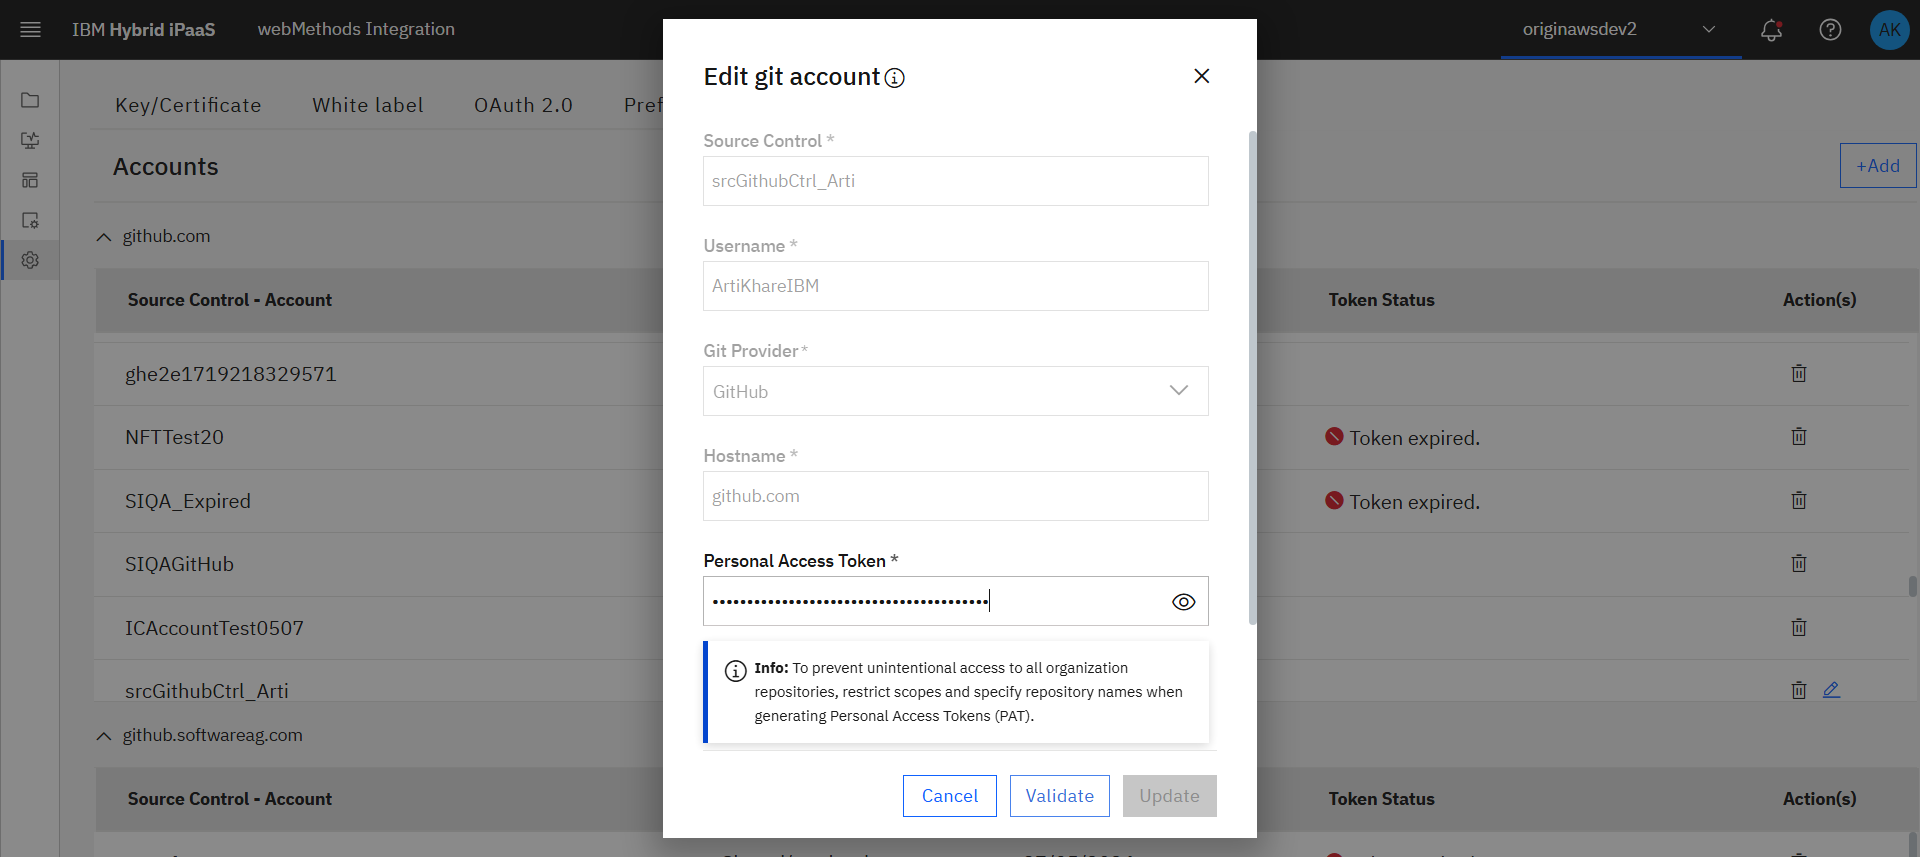 IBM Hybrid iPaaS
webMethods Integration
originawsdev2
AK
Key/Certificate
White label
OAuth 2.0
Pref
Accounts
+Add
github.com
Source Control - Account
Token Status
Action(s)
ghe2e1719218329571
NFTTest20
Token expired.
SIQA_Expired
Token expired.
SIQAGitHub
ICAccountTest0507
srcGithubCtrl_Arti
github.softwareag.com
Source Control - Account
Token Status
Action(s)
Edit git account
Source Control *
srcGithubCtrl_Arti
Username *
ArtiKhareIBM
Git Provider*
GitHub
Hostname *
github.com
Personal Access Token *
Info: To prevent unintentional access to all organization
repositories, restrict scopes and specify repository names when
generating Personal Access Tokens (PAT).
Cancel
Validate
Update